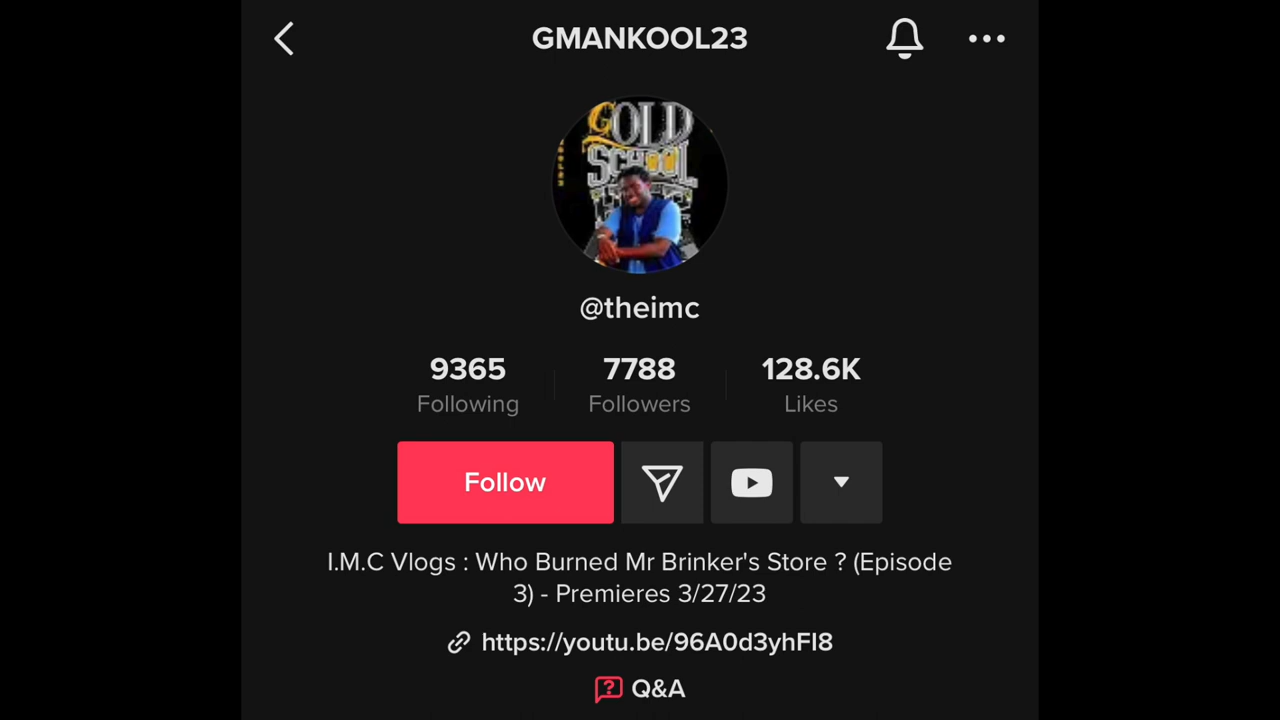 GMANKOOL23
GOLD
SCHOOL
@theimc
9365 7788 128.6K
Following Followers Likes
Follow
I.M.C Vlogs : Who Burned Mr Brinker's Store ? (Episode
3) - Premieres 3/27/23
https://youtu.be/96A0d3yhFI8
Q&A